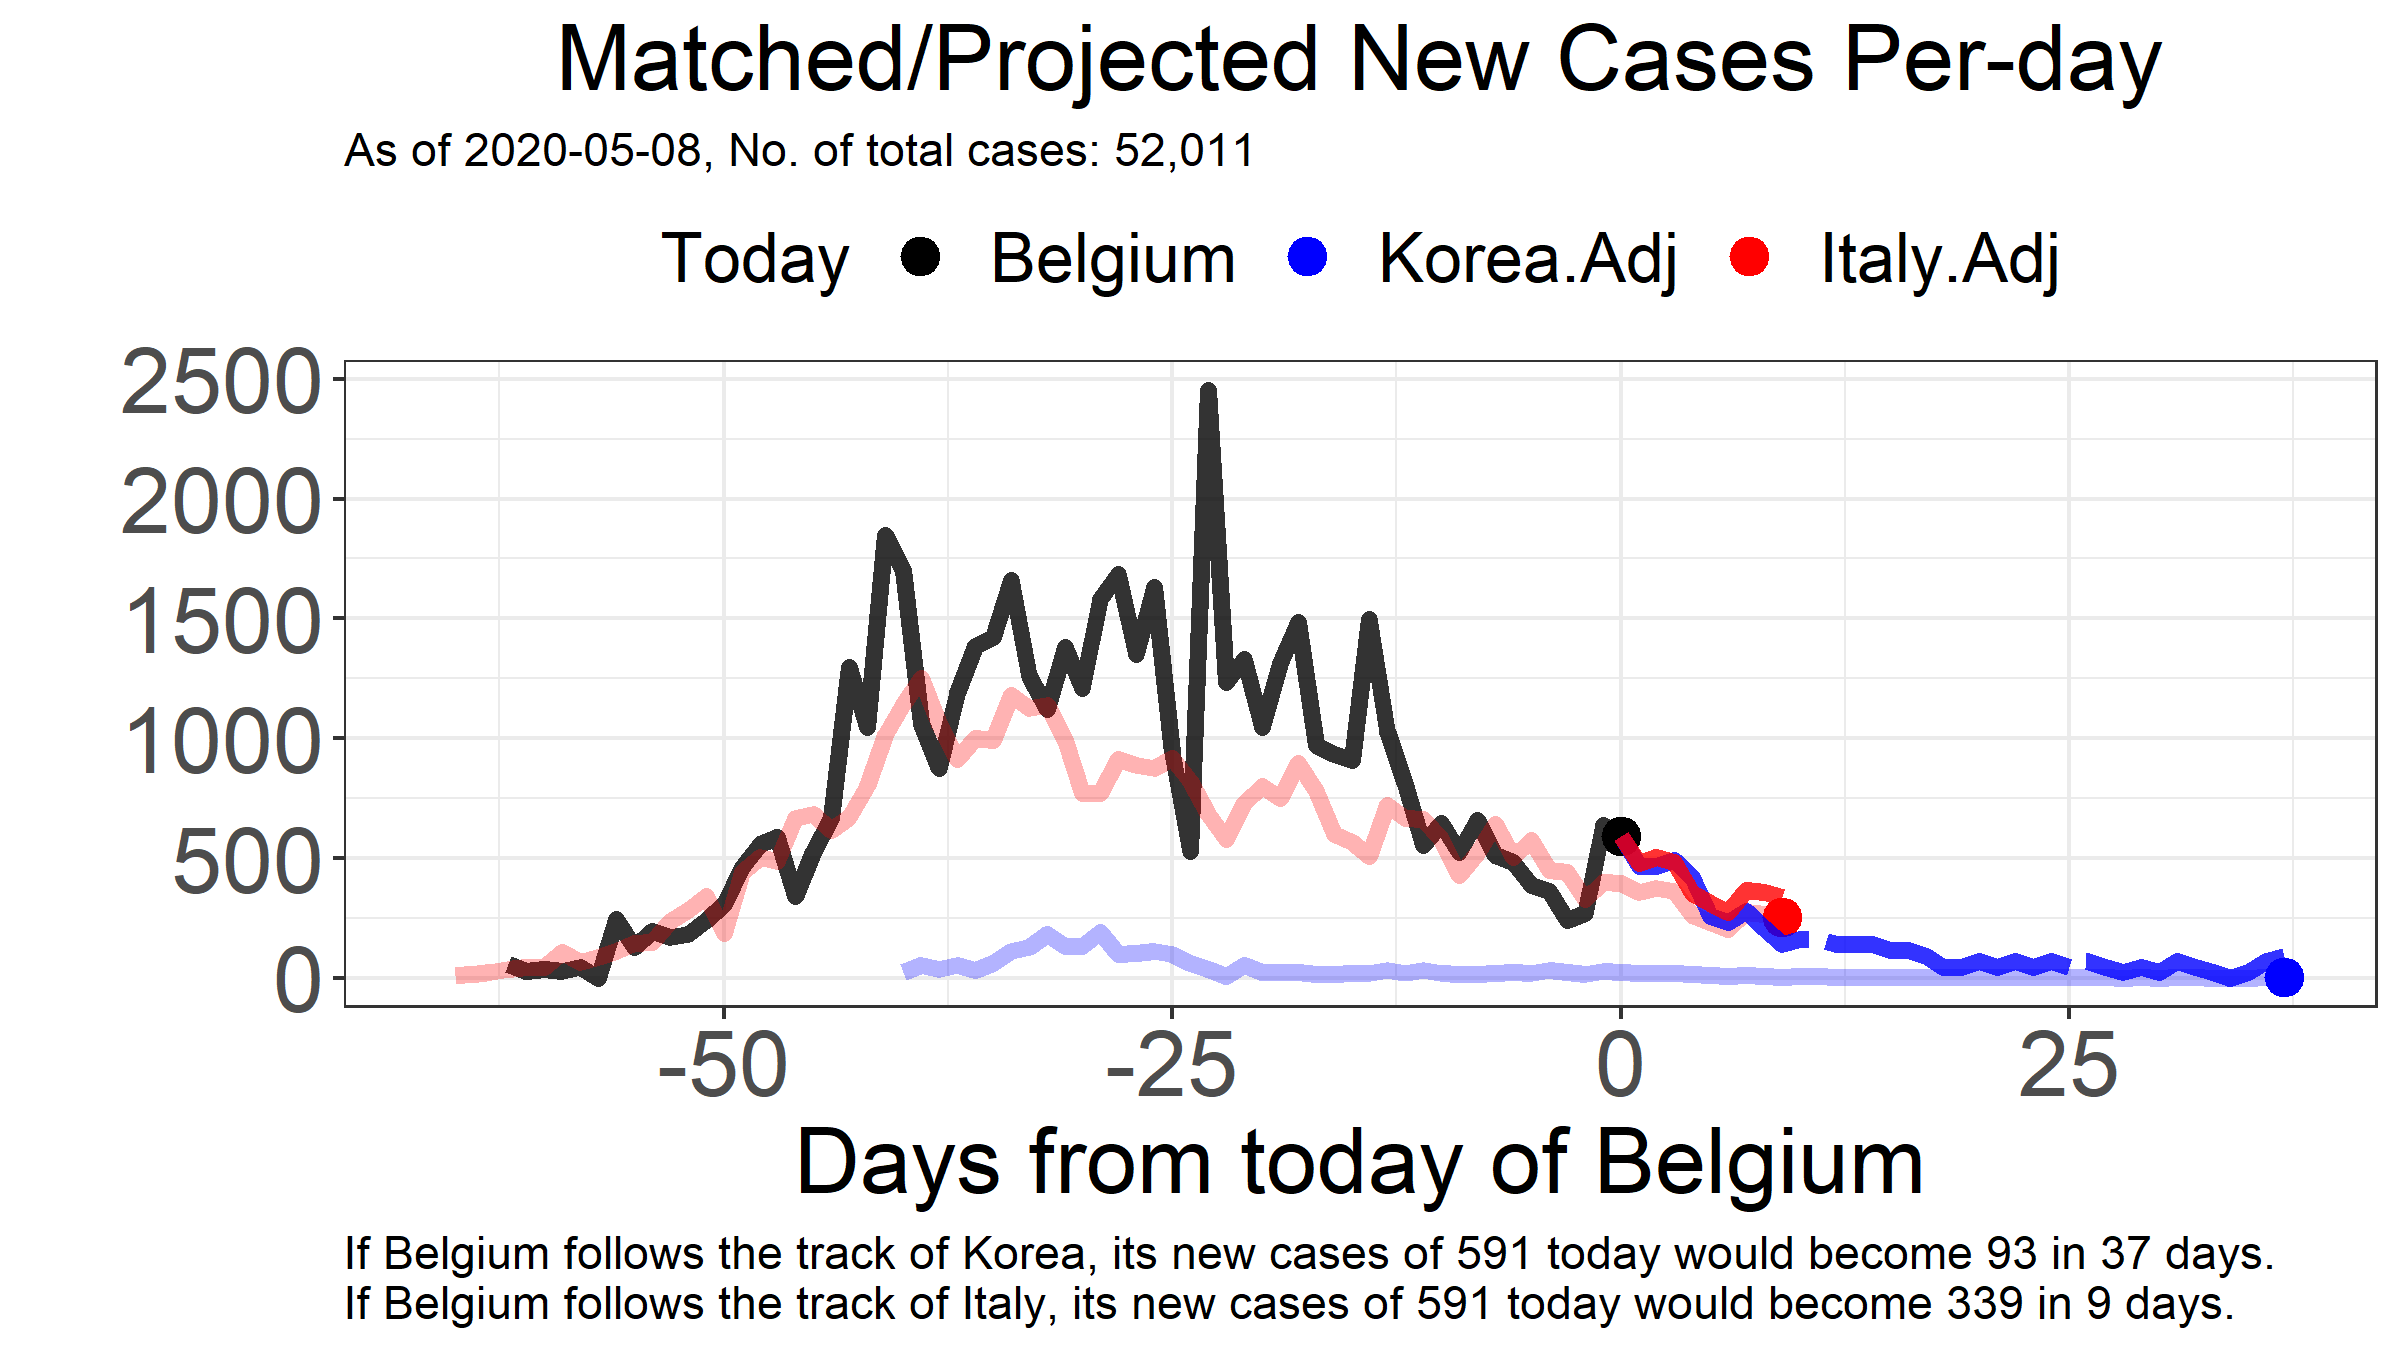 Matched/Projected New Cases Per-day
As of 2020-05-08, No. of total cases: 52,011
Today Belgium Korea.Adj Italy.Adj
2500
2000
1500
1000
500
0
-50 -25 0 25
Days from today of Belgium
If Belgium follows the track of Korea, its new cases of 591 today would become 93 in 37 days.
If Belgium follows the track of Italy, its new cases of 591 today would become 339 in 9 days.